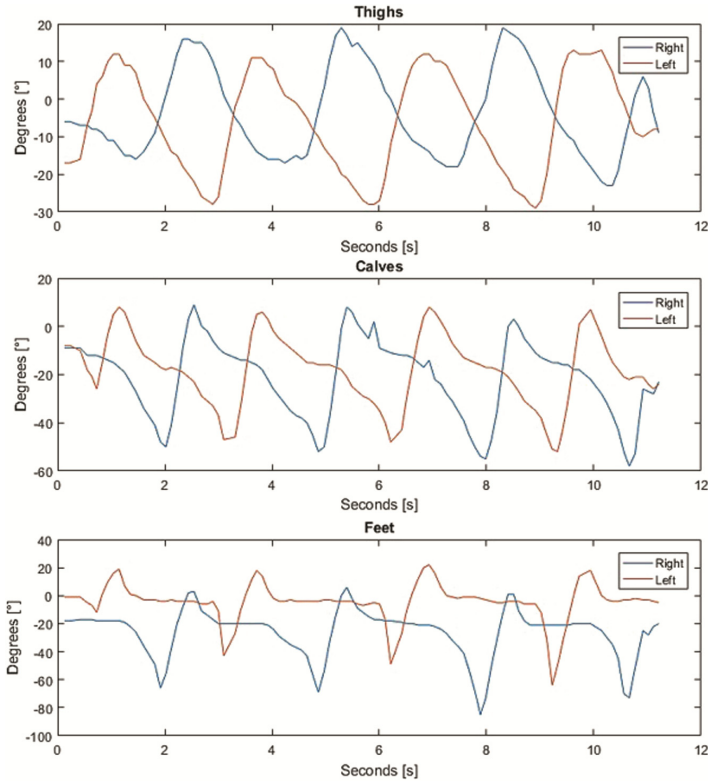 Thighs
20
10
0
-10
-20
-30
Degrees [°]
Right
Left
0 2 4 6 8 10 12
Seconds [s]
Calves
20
0
-20
-40
-60
Degrees [°]
Right
Left
0 2 4 6 8 10 12
Seconds [s]
Feet
40
20
0
-20
-40
-60
-80
-100
Degrees [°]
Right
Left
0 2 4 6 8 10 12
Seconds [s]